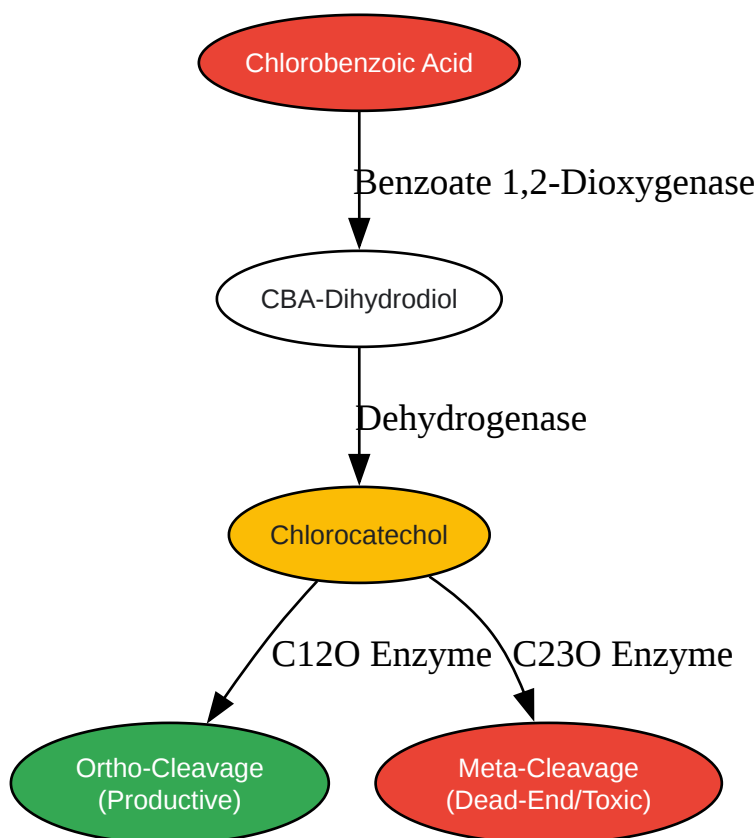 Chlorobenzoic Acid
Benzoate 1,2-Dioxygenase
CBA-Dihydrodiol
Dehydrogenase
Chlorocatechol
C12O Enzyme
C23O Enzyme
Ortho-Cleavage
(Productive)
Meta-Cleavage
(Dead-End/Toxic)